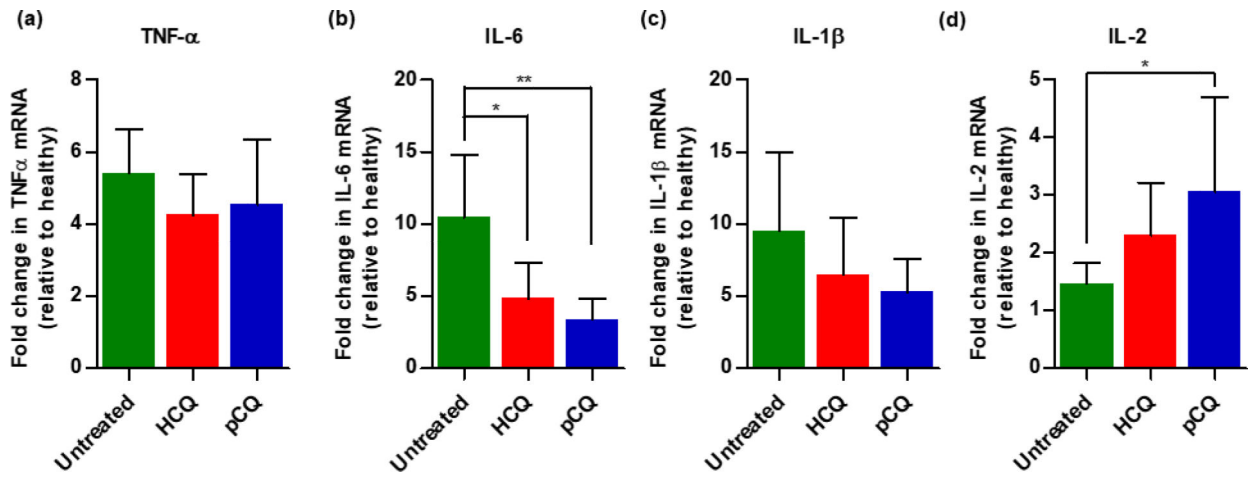 (a)
TNF-α
Fold change in TNFα mRNA
(relative to healthy)
8
6
4
2
0
Untreated
HCQ
pCQ
(b)
IL-6
Fold change in IL-6 mRNA
(relative to healthy)
20
15
10
5
0
**
*
Untreated
HCQ
pCQ
(c)
IL-1β
Fold change in IL-1β mRNA
(relative to healthy)
20
15
10
5
0
Untreated
HCQ
pCQ
(d)
IL-2
Fold change in IL-2 mRNA
(relative to healthy)
5
4
3
2
1
0
*
Untreated
HCQ
pCQ